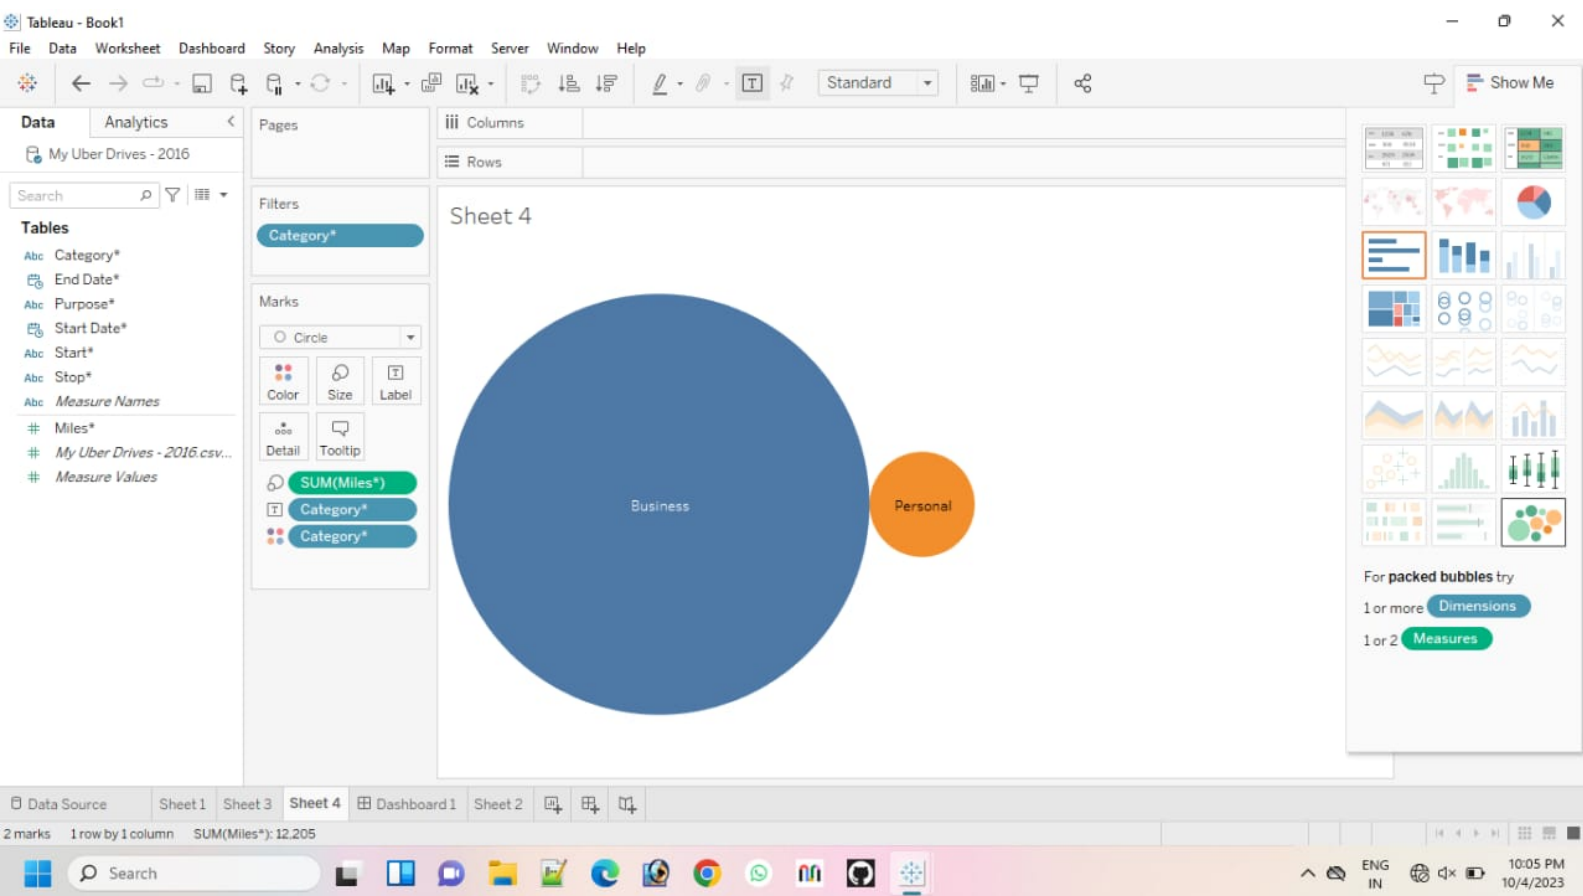 Tableau - Book1
File Data Worksheet Dashboard Story Analysis Map Format Server Window Help
Standard
Show Me
Data Analytics
My Uber Drives - 2016
Search
Tables
Abc Category*
End Date*
Abc Purpose*
Start Date*
Abc Start*
Abc Stop*
Abc Measure Names
# Miles*
# My Uber Drives - 2016.csv...
# Measure Values
Pages
Filters
Category*
Marks
Circle
Color Size Label
Detail Tooltip
SUM(Miles*)
Category*
Category*
Columns
Rows
Sheet 4
Business
Personal
For packed bubbles try
1 or more Dimensions
1 or 2 Measures
Data Source Sheet 1 Sheet 3 Sheet 4 Dashboard 1 Sheet 2
2 marks 1 row by 1 column SUM(Miles*): 12,205
Search
ENG
IN
10:05 PM
10/4/2023